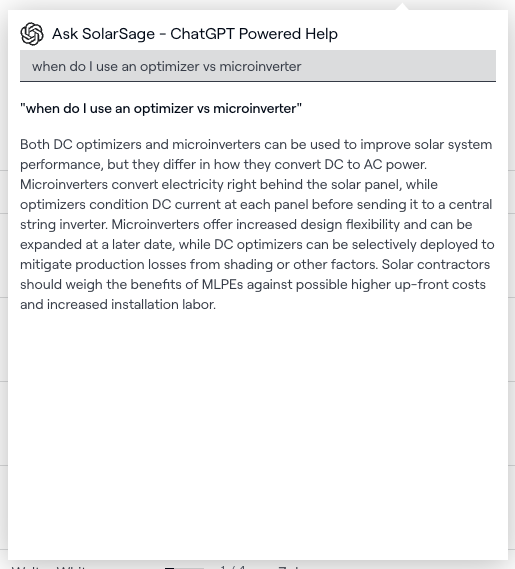 Ask SolarSage - ChatGPT Powered Help
when do I use an optimizer vs microinverter
"when do I use an optimizer vs microinverter"
Both DC optimizers and microinverters can be used to improve solar system
performance, but they differ in how they convert DC to AC power.
Microinverters convert electricity right behind the solar panel, while
optimizers condition DC current at each panel before sending it to a central
string inverter. Microinverters offer increased design flexibility and can be
expanded at a later date, while DC optimizers can be selectively deployed to
mitigate production losses from shading or other factors. Solar contractors
should weigh the benefits of MLPEs against possible higher up-front costs
and increased installation labor.